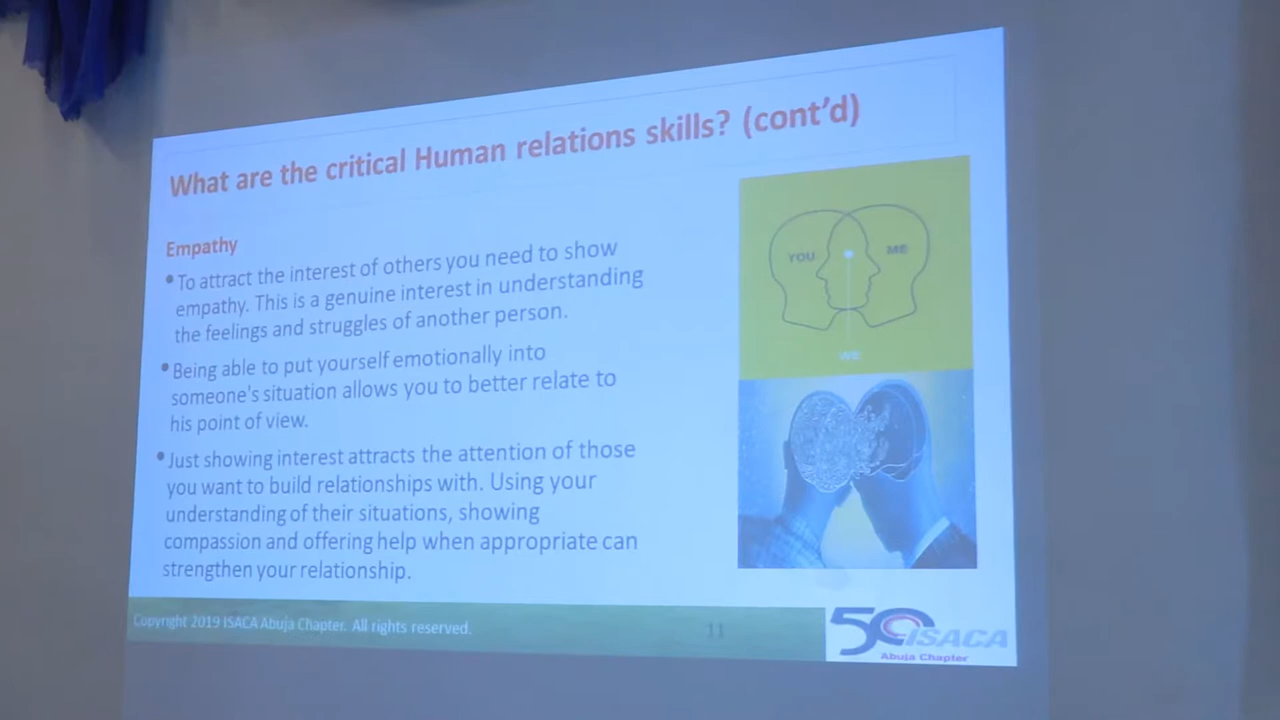 What are the critical Human relations skills? (cont'd)
Empathy
•To attract the interest of others you need to show
empathy. This is a genuine interest in understanding
the feelings and struggles of another person.
•Being able to put yourself emotionally into
someone's situation allows you to better relate to
his point of view.
•Just showing interest attracts the attention of those
you want to build relationships with. Using your
understanding of their situations, showing
compassion and offering help when appropriate can
strengthen your relationship.
YOU
ME
WE
Copyright 2019 ISACA Abuja Chapter. All rights reserved.
11
50 ISACA
Abuja Chapter